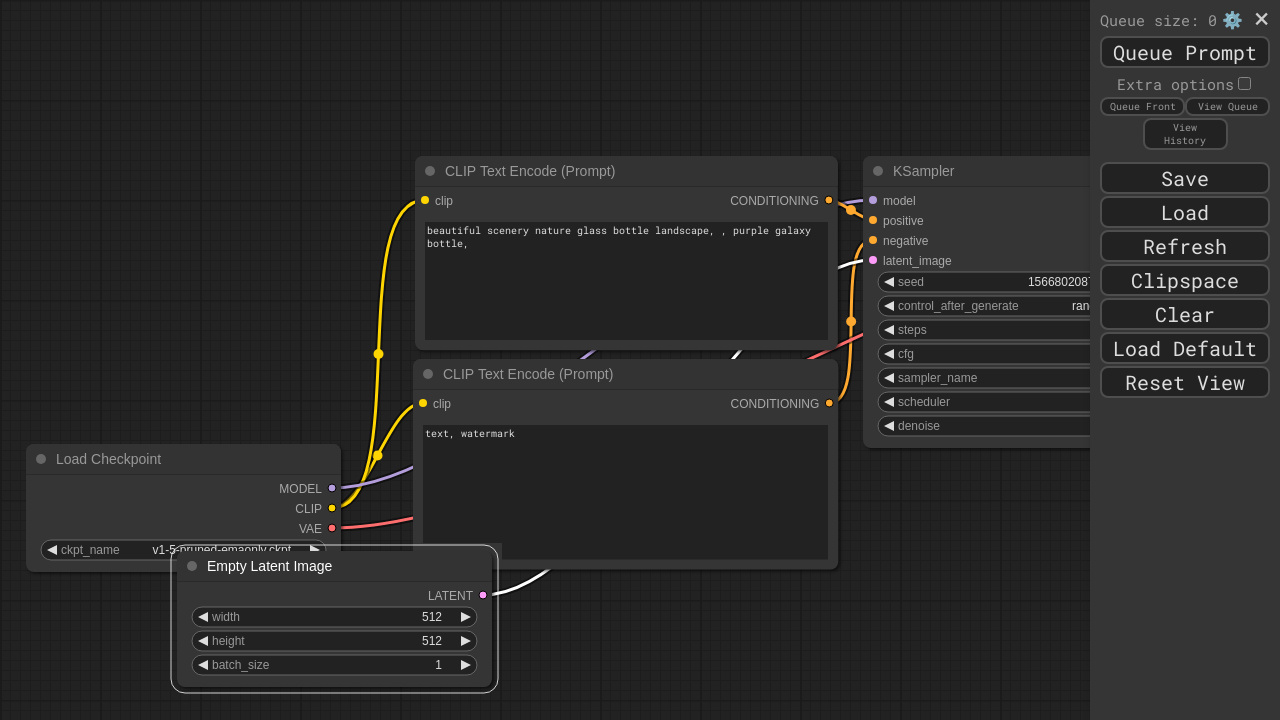 Queue size: 0
Queue Prompt
Extra options
Queue Front
View Queue
View
History
Save
Load
Refresh
Clipspace
Clear
Load Default
Reset View
CLIP Text Encode (Prompt)
clip
CONDITIONING
beautiful scenery nature glass bottle landscape, , purple galaxy
bottle,
KSampler
model
positive
negative
latent_image
seed
control_after_generate
steps
cfg
sampler_name
scheduler
denoise
CLIP Text Encode (Prompt)
clip
CONDITIONING
text, watermark
Load Checkpoint
MODEL
CLIP
VAE
ckpt_name v1-5-pruned-emaonly.ckpt
Empty Latent Image
LATENT
width 512
height 512
batch_size 1